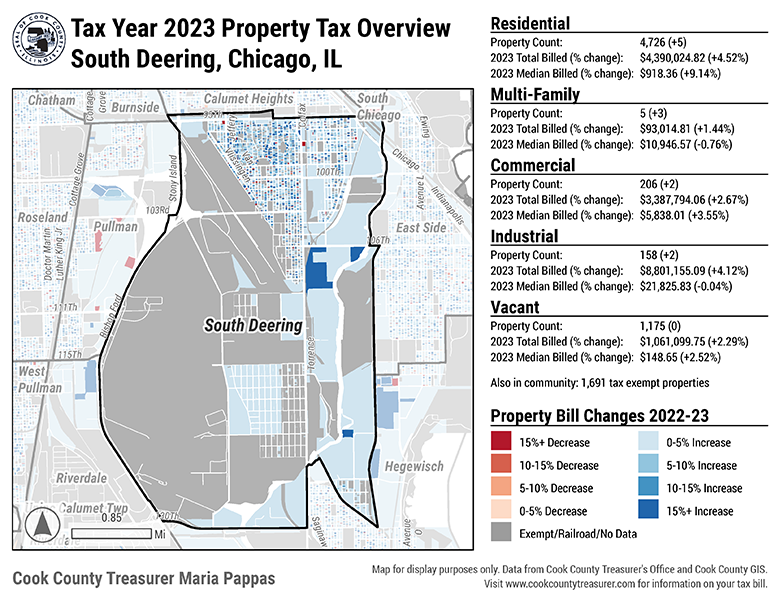 Tax Year 2023 Property Tax Overview
South Deering, Chicago, IL
Residential
Property Count: 4,726 (+5)
2023 Total Billed (% change): $4,390,024.82 (+4.52%)
2023 Median Billed (% change): $918.36 (+9.14%)
Multi-Family
Property Count: 5 (+3)
2023 Total Billed (% change): $93,014.81 (+1.44%)
2023 Median Billed (% change): $10,946.57 (-0.76%)
Commercial
Property Count: 206 (+2)
2023 Total Billed (% change): $3,387,794.06 (+2.67%)
2023 Median Billed (% change): $5,838.01 (+3.55%)
Industrial
Property Count: 158 (+2)
2023 Total Billed (% change): $8,801,155.09 (+4.12%)
2023 Median Billed (% change): $21,825.83 (-0.04%)
Vacant
Property Count: 1,175 (0)
2023 Total Billed (% change): $1,061,099.75 (+2.29%)
2023 Median Billed (% change): $148.65 (+2.52%)
Also in community: 1,691 tax exempt properties
Property Bill Changes 2022-23
15%+ Decrease
10-15% Decrease
5-10% Decrease
0-5% Decrease
Exempt/Railroad/No Data
0-5% Increase
5-10% Increase
10-15% Increase
15%+ Increase
Chatham
Cottage
Grove
Burnside
Calumet Heights
South
Chicago
95th
Jeffery
Colfax
Ewing
Chicago
Stony Island
100th
Cottage Grove
Avenue L
Indianapolis
103Rd
Roseland
Pullman
East Side
106th
Doctor Martin
Luther King Jr
111Th
Bishop Ford
South Deering
Torrence
115Th
West
Pullman
Hegewisch
Riverdale
Calumet Twp
130Th
Saginaw
Avenue
O
Riverdale
0.85
Mi
Cook County Treasurer Maria Pappas
Map for display purposes only. Data from Cook County Treasurer's Office and Cook County GIS.
Visit www.cookcountytreasurer.com for information on your tax bill.